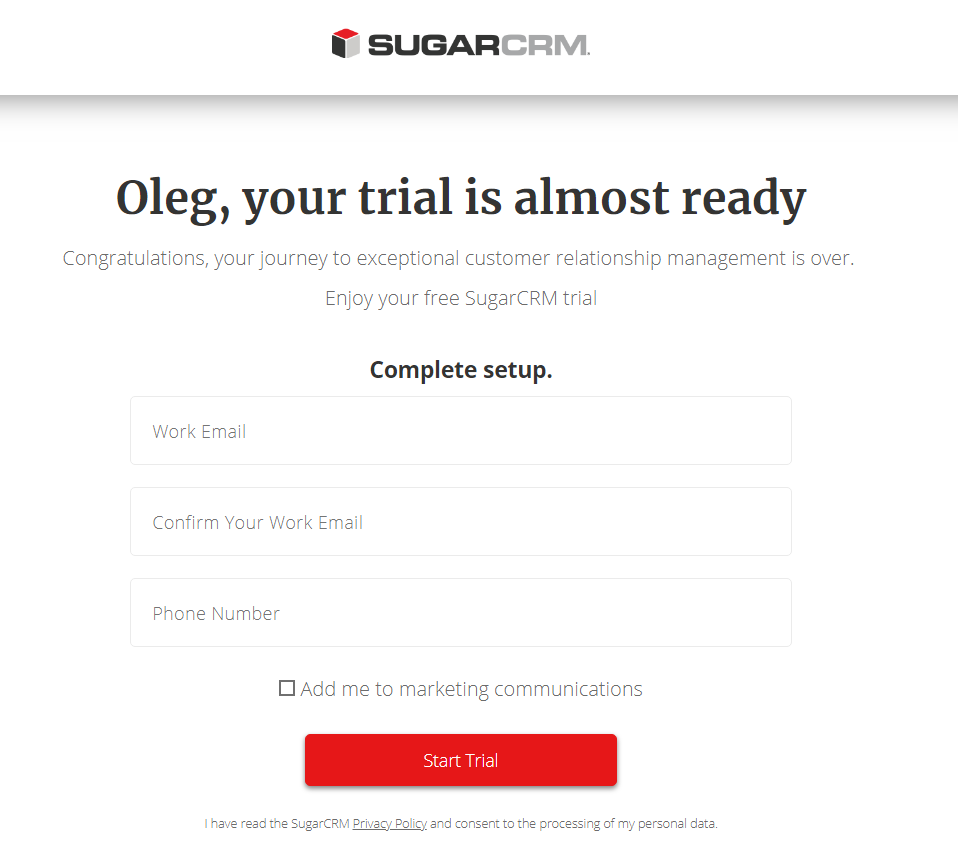 SUGARCRM.
Oleg, your trial is almost ready
Congratulations, your journey to exceptional customer relationship management is over.
Enjoy your free SugarCRM trial
Complete setup.
Work Email
Confirm Your Work Email
Phone Number
Add me to marketing communications
Start Trial
I have read the SugarCRM Privacy Policy and consent to the processing of my personal data.